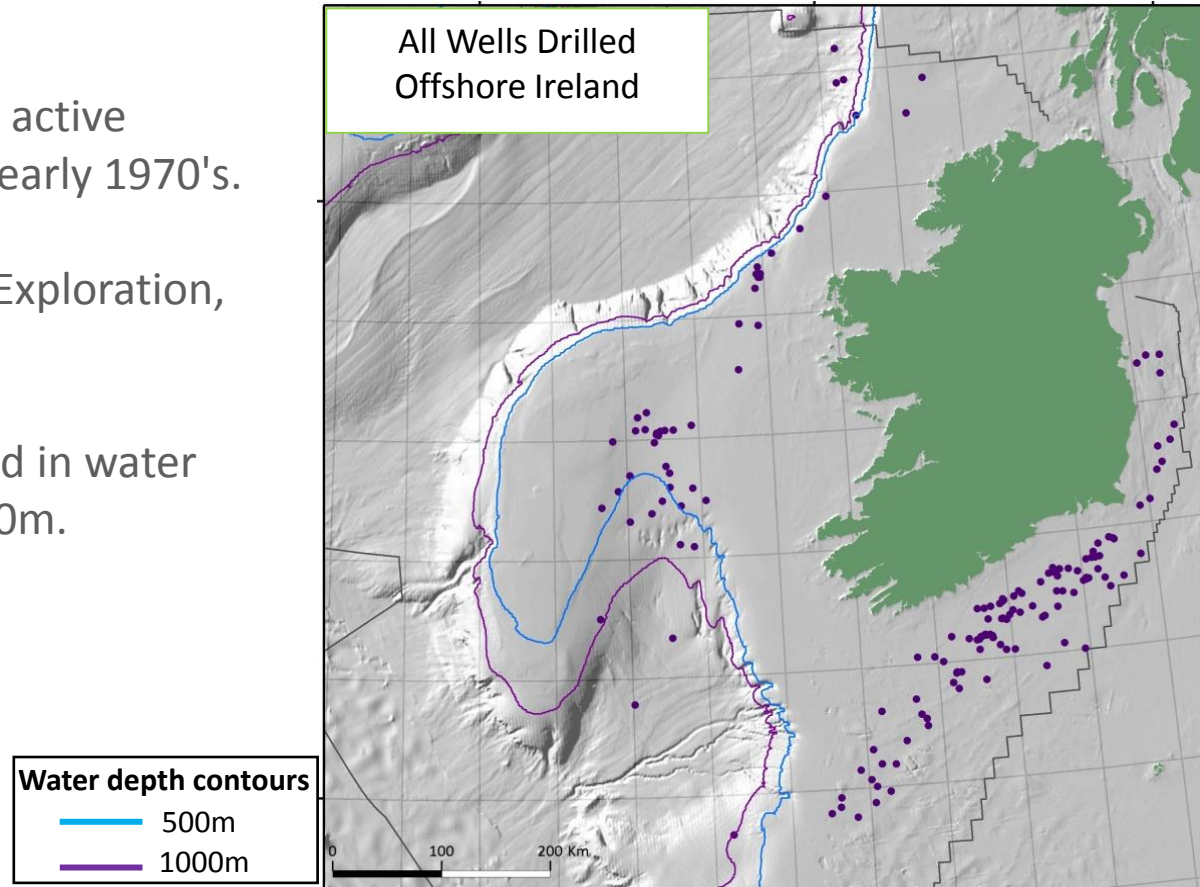 active
early 1970's.
Exploration,
d in water
0m.
All Wells Drilled
Offshore Ireland
Water depth contours
500m
1000m
0 100 200 Km